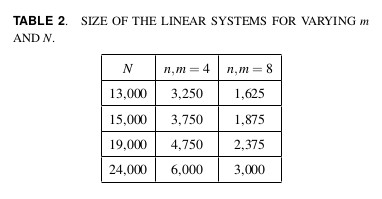 TABLE 2. SIZE OF THE LINEAR SYSTEMS FOR VARYING m
AND N.
N n,m = 4 n,m = 8
13,000 3,250 1,625
15,000 3,750 1,875
19,000 4,750 2,375
24,000 6,000 3,000